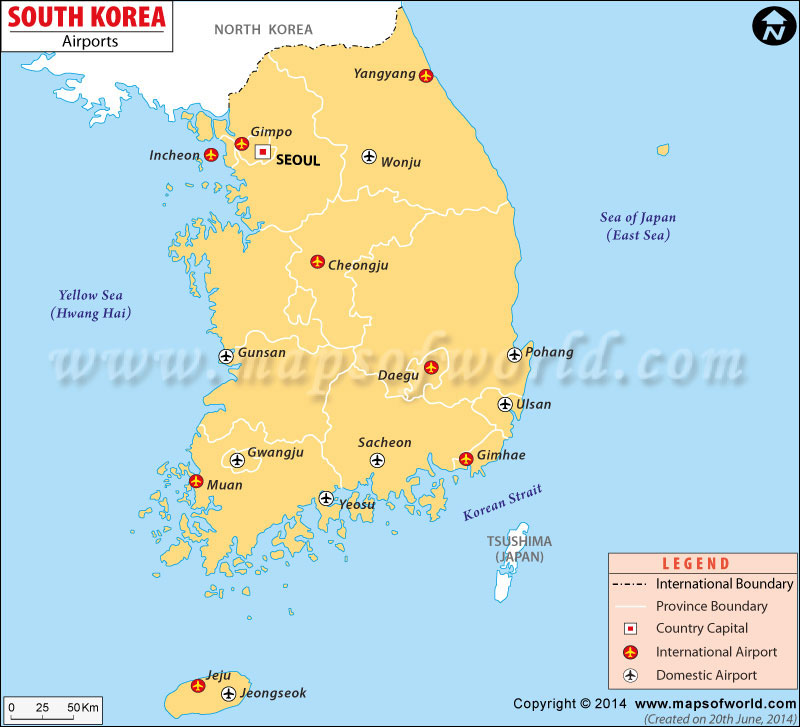 SOUTH KOREA
Airports
NORTH KOREA
N
Yangyang
Gimpo
Incheon
SEOUL
Wonju
Sea of Japan
(East Sea)
Cheongju
Yellow Sea
(Hwang Hai)
Gunsan
Pohang
www.mapsofworld.com
Daegu
Ulsan
Sacheon
Gwangju
Gimhae
Muan
Yeosu
Korean Strait
TSUSHIMA
(JAPAN)
LEGEND
International Boundary
Province Boundary
Country Capital
International Airport
Domestic Airport
Jeju
Jeongseok
0 25 50 Km
Copyright © 2014 www.mapsofworld.com
(Created on 20th June, 2014)